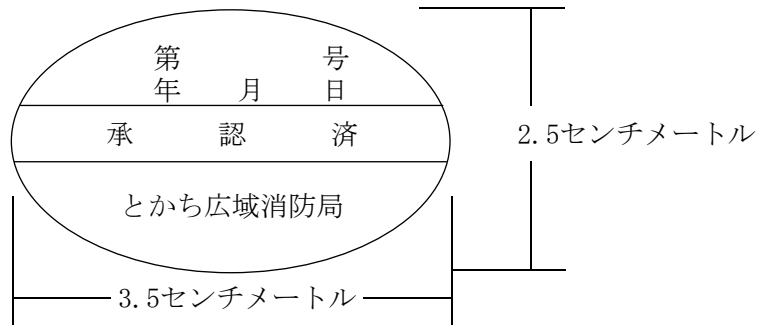 第　　　　　号
年　　月　　日
承　　　認　　　済
とかち広域消防局
2.5センチメートル
3.5センチメートル